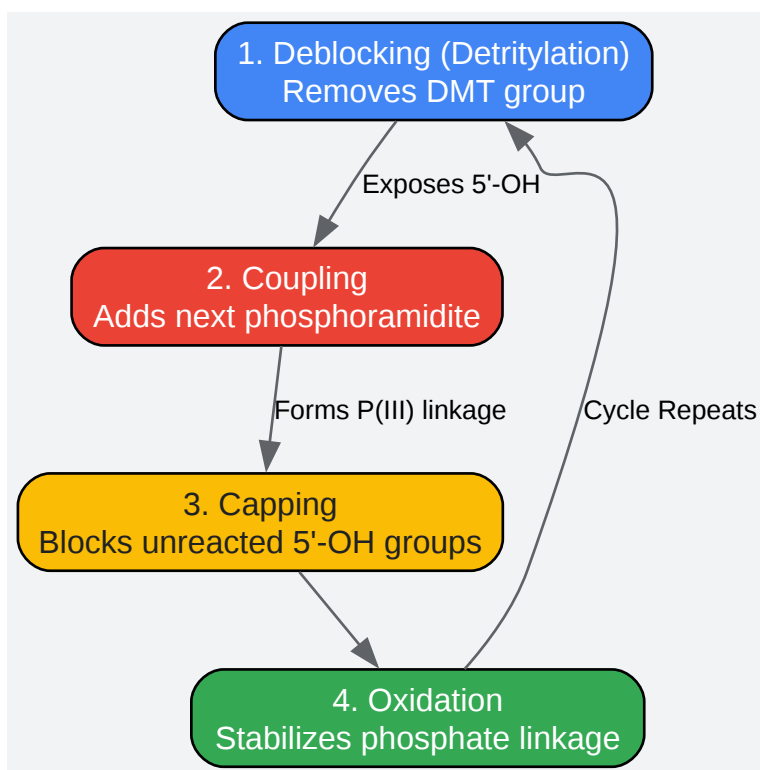 1. Deblocking (Detritylation)
Removes DMT group
Exposes 5'-OH
2. Coupling
Adds next phosphoramidite
Forms P(III) linkage
Cycle Repeats
3. Capping
Blocks unreacted 5'-OH groups
4. Oxidation
Stabilizes phosphate linkage